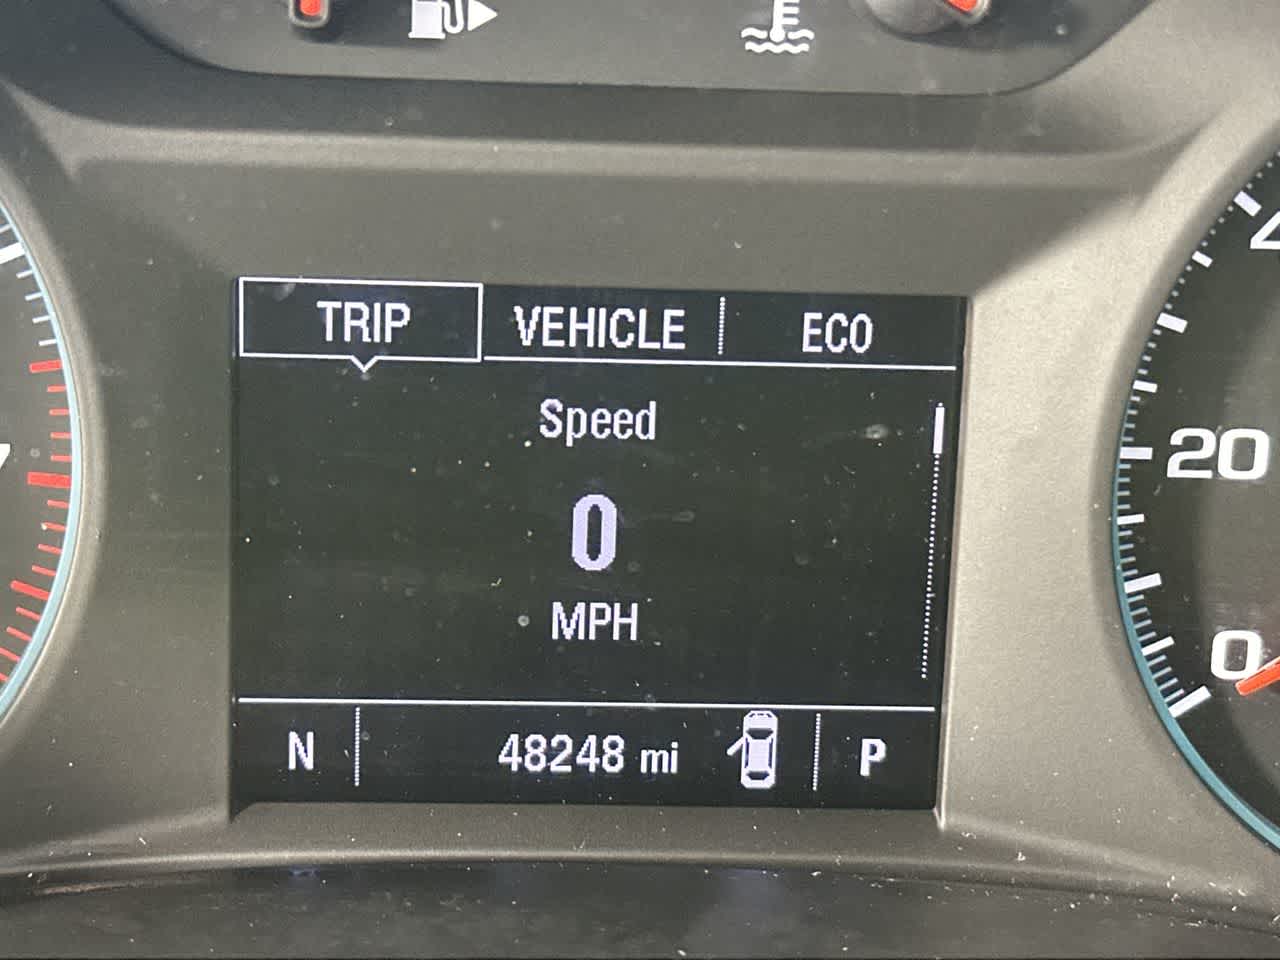 TRIP VEHICLE ECO
Speed
0
MPH
20
0
N 48248 mi P